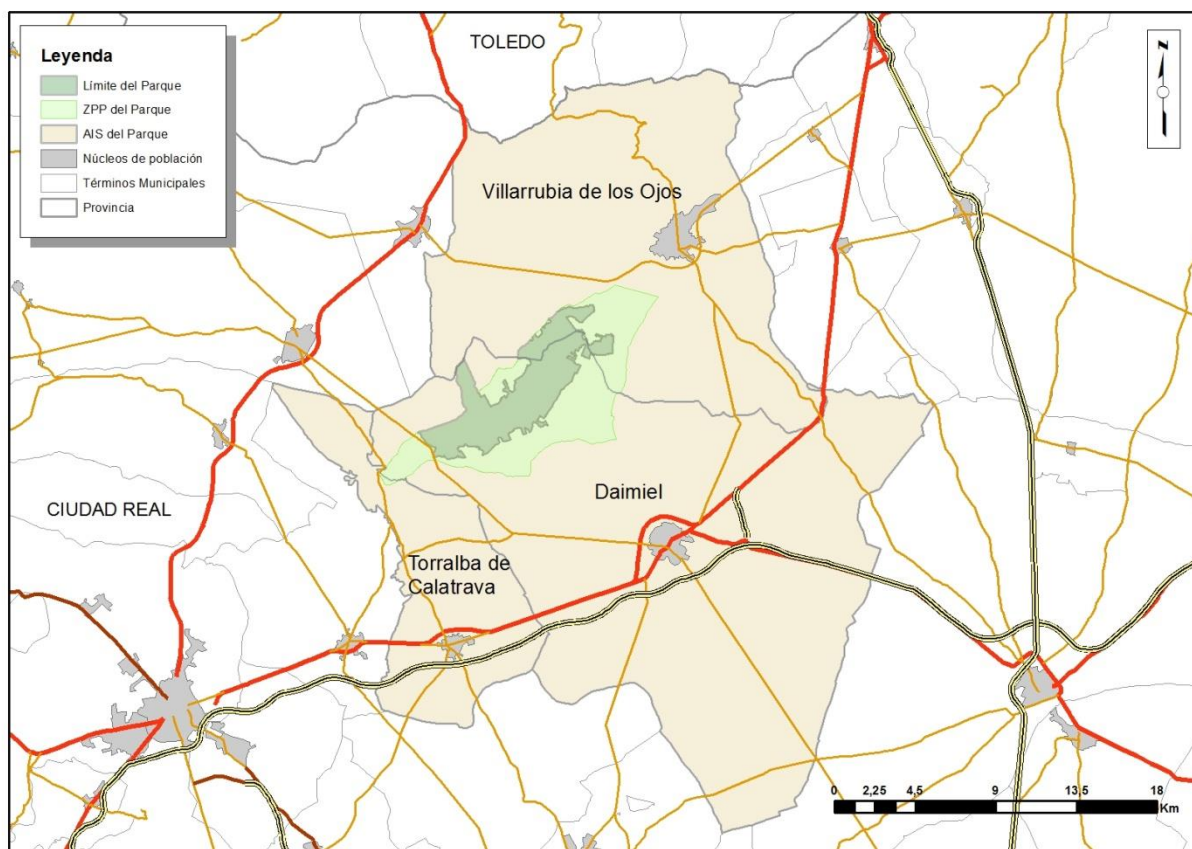 Leyenda
Límite del Parque
ZPP del Parque
AIS del Parque
Núcleos de población
Términos Municipales
Provincia
TOLEDO
N
Villarrubia de los Ojos
CIUDAD REAL
Daimiel
Torralba de
Calatrava
0 2,25 4,5 9 13,5 18
Km